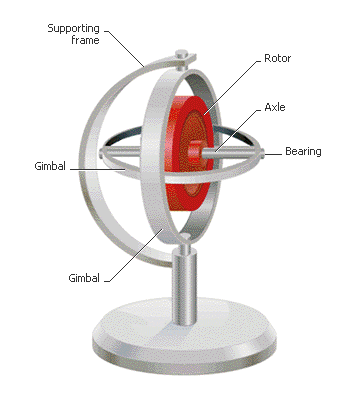 Supporting
frame
Rotor
Axle
Bearing
Gimbal
Gimbal